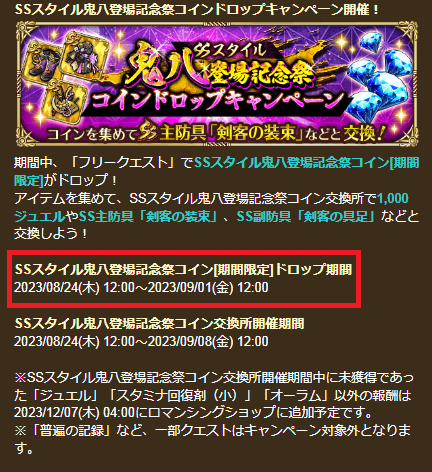 SSスタイル鬼八登場記念祭コインドロップキャンペーン開催！
SSスタイル
鬼八登場記念祭
コインドロップキャンペーン
コインを集めてSS主防具「剣客の装束」などと交換！
期間中、「フリークエスト」でSSスタイル鬼八登場記念祭コイン[期間
限定]がドロップ！
アイテムを集めて、SSスタイル鬼八登場記念祭コイン交換所で1,000
ジュエルやSS主防具「剣客の装束」、SS副防具「剣客の具足」などと
交換しよう！
SSスタイル鬼八登場記念祭コイン[期間限定]ドロップ期間
2023/08/24(木) 12:00～2023/09/01(金) 12:00
SSスタイル鬼八登場記念祭コイン交換所開催期間
2023/08/24(木) 12:00～2023/09/08(金) 12:00
※SSスタイル鬼八登場記念祭コイン交換所開催期間中に未獲得であっ
た「ジュエル」「スタミナ回復剤（小）」「オーラム」以外の報酬は
2023/12/07(木) 04:00にロマンシングショップに追加予定です。
※「普遍の記録」など、一部クエストはキャンペーン対象外となりま
す。